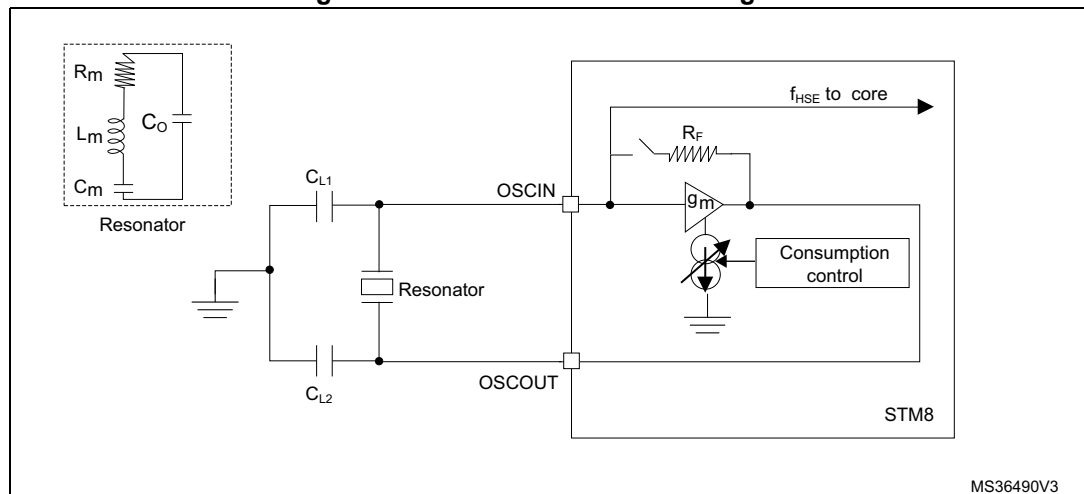 Rm
Lm
CO
Cm
Resonator
fHSE to core
RF
CL1
OSCIN
gm
Consumption
control
Resonator
CL2
OSCOUT
STM8
MS36490V3